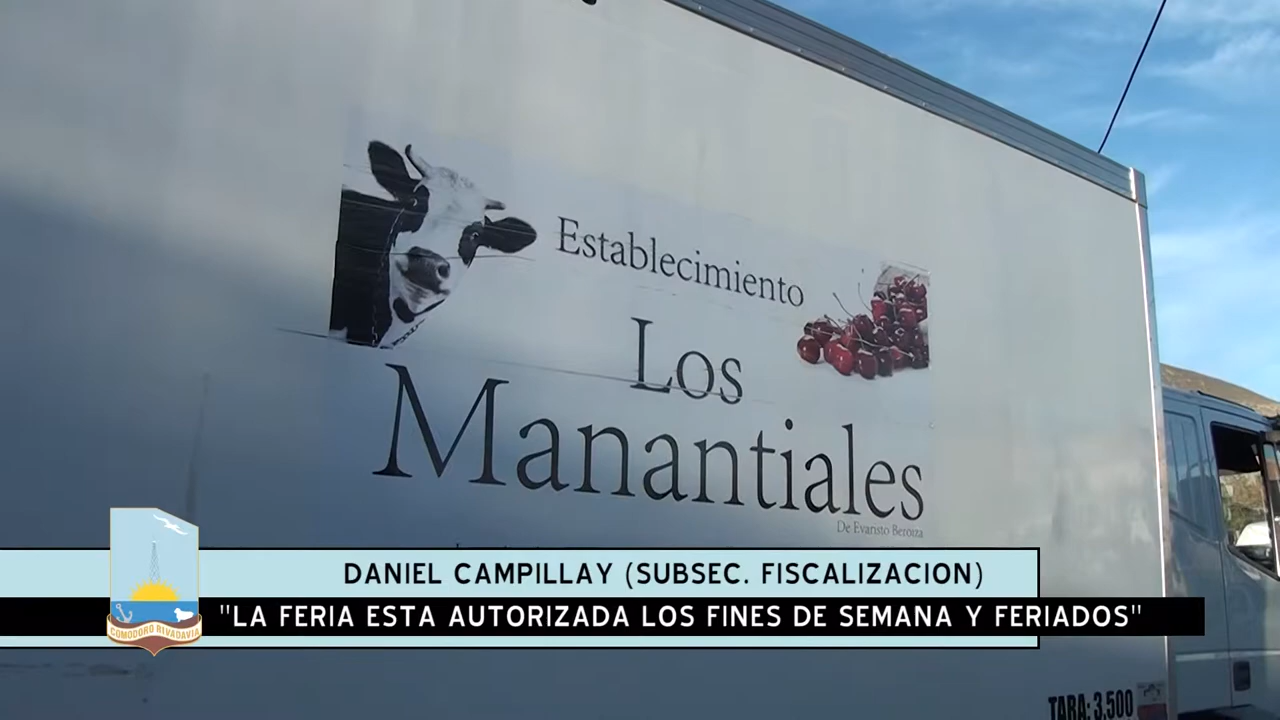 Establecimiento
Los
Manantiales
De Evaristo Beroiza
DANIEL CAMPILLAY (SUBSEC. FISCALIZACION)
"LA FERIA ESTA AUTORIZADA LOS FINES DE SEMANA Y FERIADOS"
COMODORO RIVADAVIA
TARA: 3.500